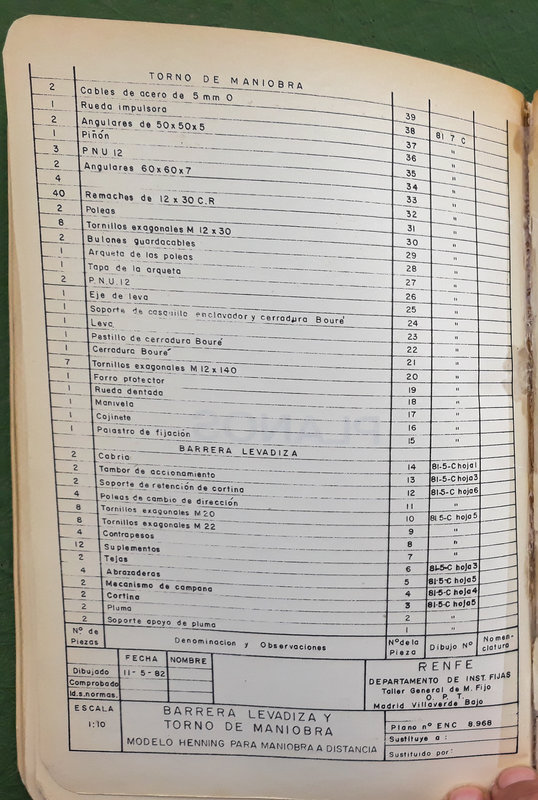 TORNO DE MANIOBRA
2 Cables de acero de 5 mm O 39
1 Rueda impulsora 38 81 7 C
2 Angulares de 50x50x5 37 "
1 Piñón 36 "
3 P.N.U 12 35 "
2 Angulares 60x60x7 34 "
4 33 "
40 Remaches de 12 x 30 C.R 32 "
2 Poleas 31 "
8 Tornillos exagonales M 12 x 30 30 "
2 Bulones guardacables 29 "
1 Arqueta de las poleas 28 "
1 Tapa de la arqueta 27 "
2 P.N.U. 12 26 "
1 Eje de leva 25 "
1 Soporte de casquillo enclavador y cerradura Bouré 24 "
1 Leva 23 "
1 Pestillo de cerradura Bouré 22 "
1 Cerradura Bouré 21 "
7 Tornillos exagonales M 12 x 140 20 "
1 Forro protector 19 "
1 Rueda dentada 18 "
1 Manivela 17 "
1 Cojinete 16 "
1 Palastro de fijación 15 "
BARRERA LEVADIZA
2 Cabria 14 81-5-C hoja 1
2 Tambor de accionamiento 13 81-5-C hoja 3
2 Soporte de retención de cortina 12 81-5-C hoja 6
4 Poleas de cambio de dirección 11 "
8 Tornillos exagonales M 20 10 81 5-C hoja 5
8 Tornillos exagonales M 22 9 "
4 Contrapesos 8 "
12 Suplementos 7 "
2 Tejas 6 81-5-C hoja 3
4 Abrazaderas 5 81-5-C hoja 5
2 Mecanismo de campana 4 81-5-C hoja 4
2 Cortina 3 81-5-C hoja 5
2 Pluma 2 "
2 Soporte apoyo de pluma 1 "
Nº de Piezas Denominacion y Observaciones Nº de la Pieza Dibujo Nº Nomen-clatura
FECHA NOMBRE
Dibujado 11-5-82
Comprobado
Id.s.normas.
RENFE
DEPARTAMENTO DE INST. FIJAS
Taller General de M. Fijo
O. P. T.
Madrid Villaverde Bajo
ESCALA
1:10
BARRERA LEVADIZA Y
TORNO DE MANIOBRA
MODELO HENNING PARA MANIOBRA A DISTANCIA
Plano nº ENC 8.968
Sustituye a :
Sustituido por: